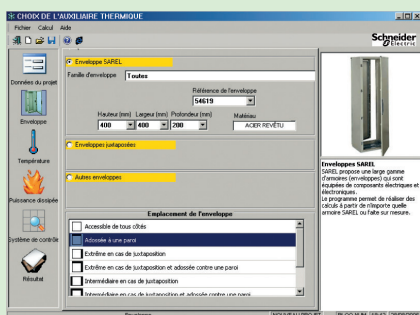 CHOIX DE L'AUXILIAIRE THERMIQUE
Fichier Calcul Aide
Schneider
Electric
Données du projet
Enveloppe
Température
Puissance dissipée
Système de contrôle
Résultat
Enveloppe SAREL
Famille d'enveloppe Toutes
Référence de l'enveloppe
54619
Hauteur (mm) Largeur (mm) Profondeur (mm) Matériau
400 400 200 ACIER REVÊTU
Enveloppes juxtaposées
Autres enveloppes
Emplacement de l'enveloppe
Accessible de tous côtés
Adossée à une paroi
Extrême en cas de juxtaposition
Extrême en cas de juxtaposition et adossée contre une paroi
Intermédiaire en cas de juxtaposition
Intermédiaire en cas de juxtaposition et adossée contre une paroi
Enveloppes SAREL
SAREL propose une large gamme
d'armoires (enveloppes) qui sont
équipées de composants électriques et
électroniques.
Le programme permet de réaliser des
calculs à partir de n'importe quelle
armoire SAREL ou faite sur mesure.
Enveloppe
NOUVEAU PROJET
BLOQ NUM